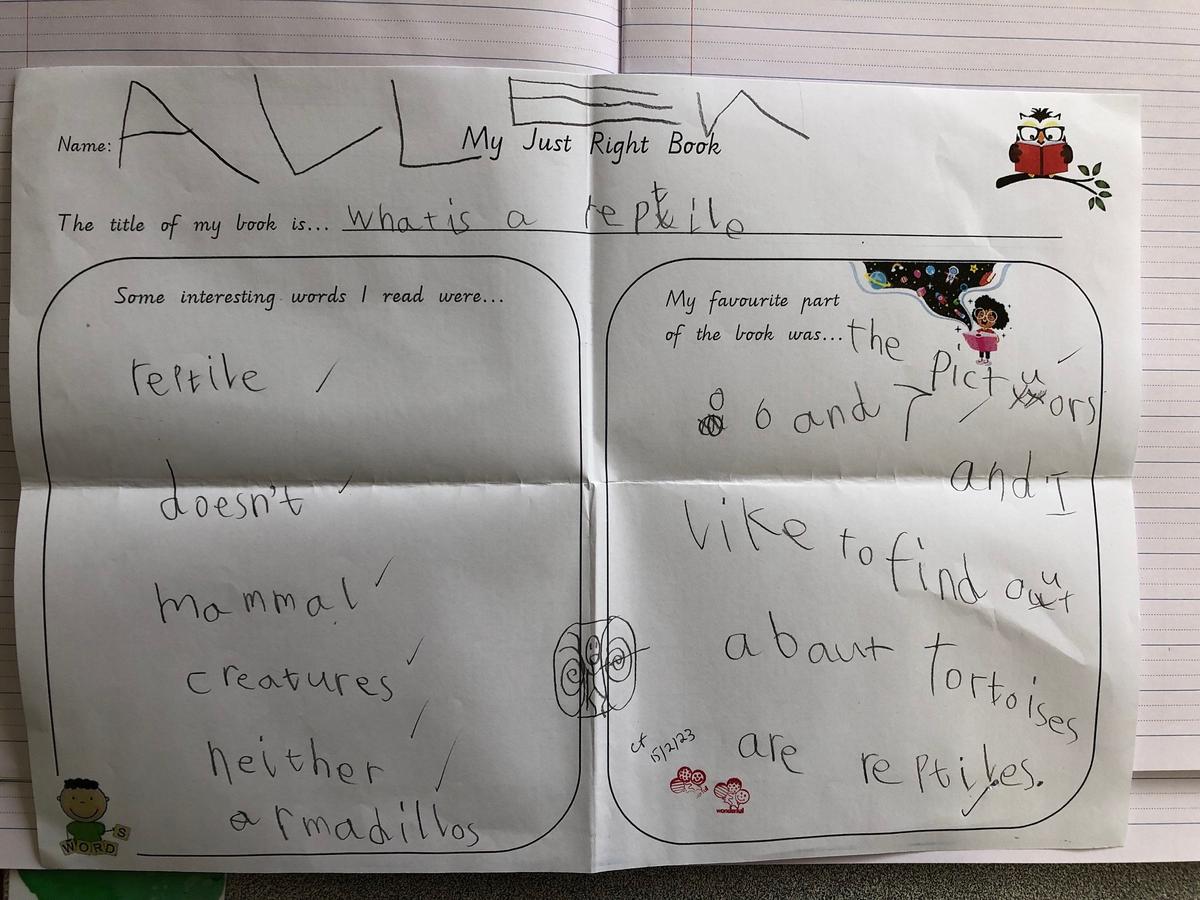 Name: ALLEN
My Just Right Book
The title of my book is... what is a reptile
Some interesting words I read were...
reptile
doesn't
mammal
creatures
neither
armadillos
WORDS
My favourite part
of the book was... the pictuors
6 and 7
and I
like to find out
abaut tortoises
are reptiles.
15/2/23
wonderful!